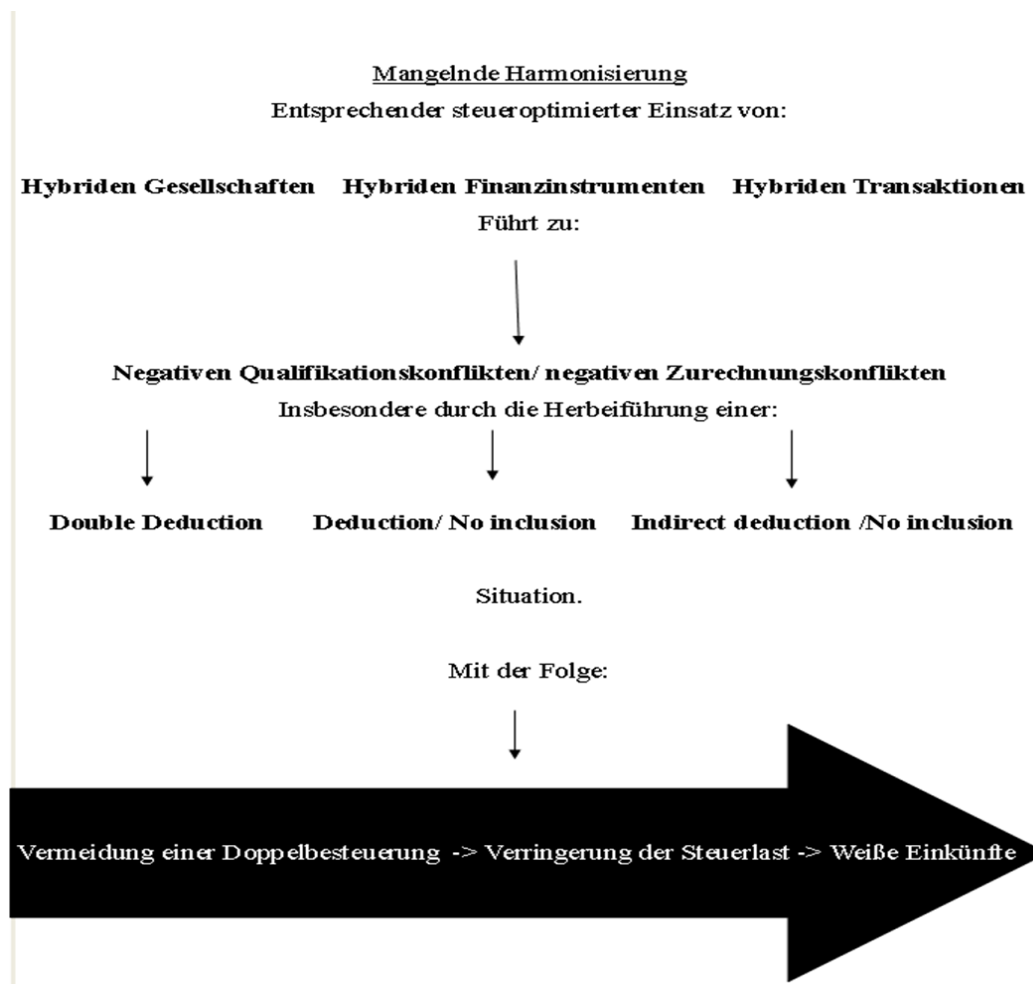 Mangelnde Harmonisierung
Entsprechender steueroptimierter Einsatz von:
Hybriden Gesellschaften Hybriden Finanzinstrumenten Hybriden Transaktionen
Führt zu:
Negativen Qualifikationskonflikten/ negativen Zurechnungskonflikten
Insbesondere durch die Herbeiführung einer:
Double Deduction Deduction/ No inclusion Indirect deduction /No inclusion
Situation.
Mit der Folge:
Vermeidung einer Doppelbesteuerung -> Verringerung der Steuerlast -> Weiße Einkünfte